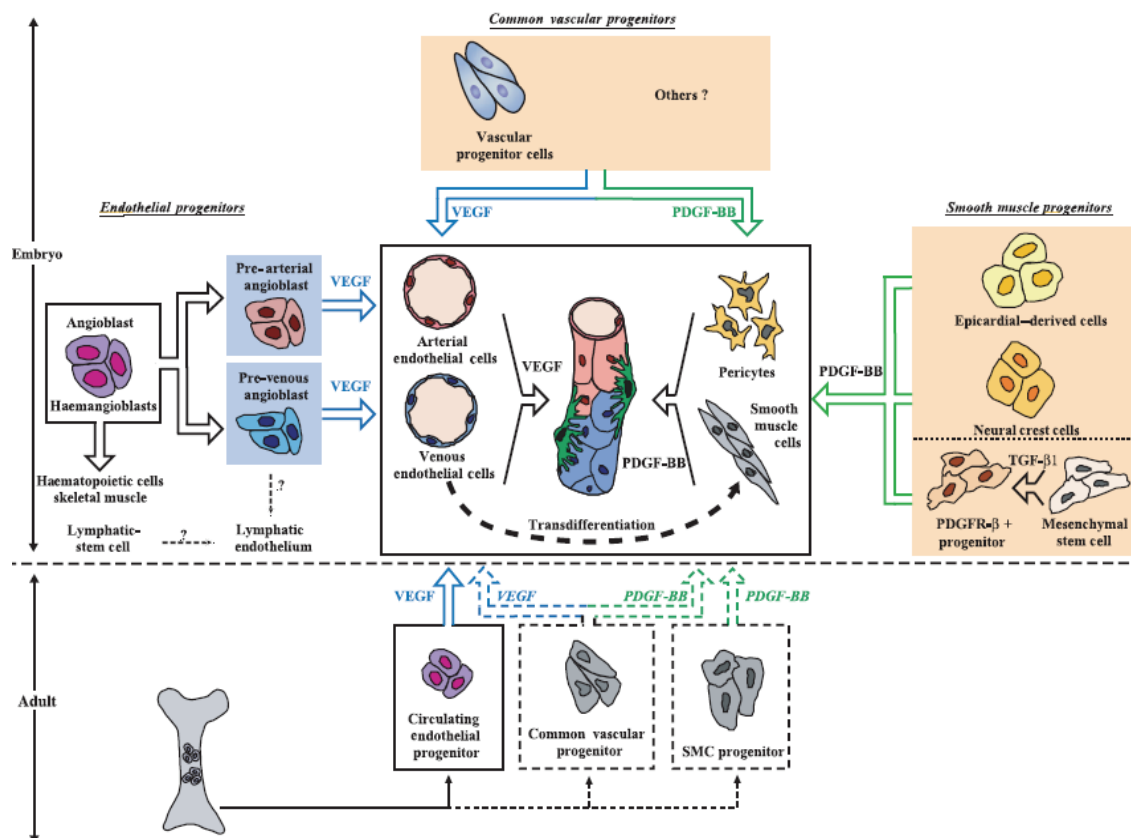 Common vascular progenitors
Others ?
Vascular
progenitor cells
VEGF
PDGF-BB
Endothelial progenitors
Smooth muscle progenitors
Embryo
Pre-arterial
angioblast
VEGF
Angioblast
Haemangioblasts
Pre-venous
angioblast
VEGF
Haematopoietic cells
skeletal muscle
?
Lymphatic-
stem cell
?
Lymphatic
endothelium
Arterial
endothelial cells
VEGF
Venous
endothelial cells
Pericytes
Smooth
muscle
cells
PDGF-BB
Transdifferentiation
PDGF-BB
Epicardial-derived cells
Neural crest cells
TGF-β1
PDGFR-β +
progenitor
Mesenchymal
stem cell
Adult
VEGF
VEGF
PDGF-BB
PDGF-BB
Circulating
endothelial
progenitor
Common vascular
progenitor
SMC progenitor